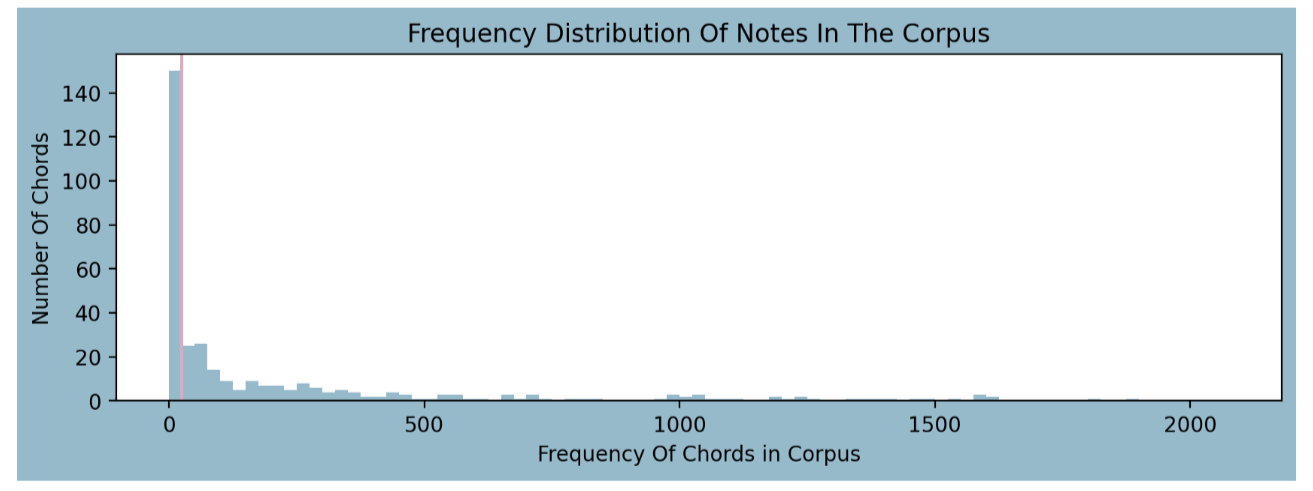 Frequency Distribution Of Notes In The Corpus
Number Of Chords
140
120
100
80
60
40
20
0
0 500 1000 1500 2000
Frequency Of Chords in Corpus